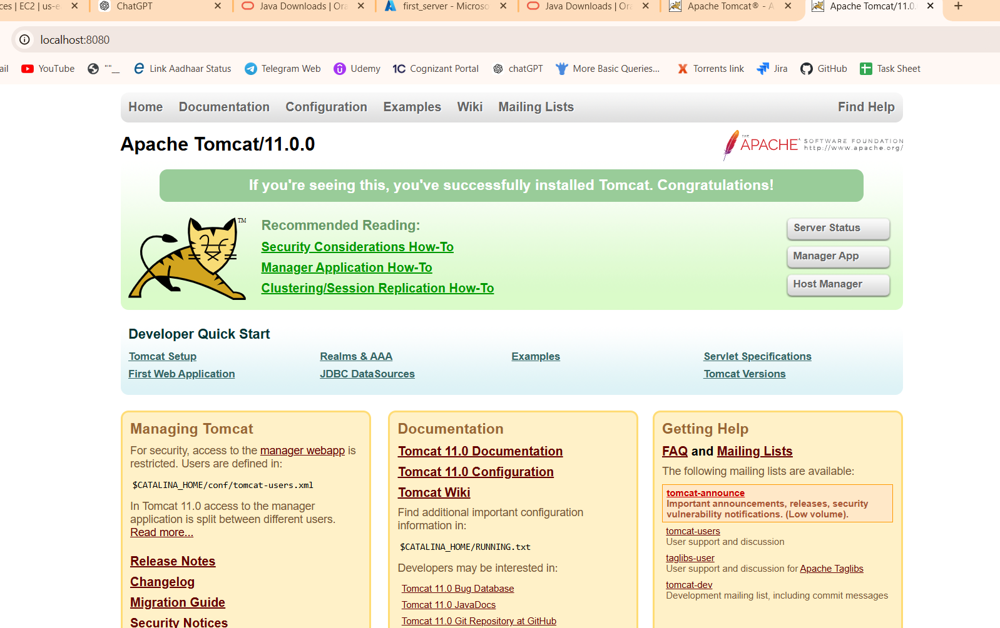 ces | EC2 | us-e
ChatGPT
Java Downloads | Ora
first_server - Microso
Java Downloads | Or
Apache Tomcat® - A
Apache Tomcat/11.0.
localhost:8080
ail
YouTube
""__
Link Aadhaar Status
Telegram Web
Udemy
1C Cognizant Portal
chatGPT
More Basic Queries...
Torrents link
Jira
GitHub
Task Sheet
Home
Documentation
Configuration
Examples
Wiki
Mailing Lists
Find Help
Apache Tomcat/11.0.0
THE
APACHE
SOFTWARE FOUNDATION
http://www.apache.org/
If you're seeing this, you've successfully installed Tomcat. Congratulations!
TM
Recommended Reading:
Security Considerations How-To
Manager Application How-To
Clustering/Session Replication How-To
Server Status
Manager App
Host Manager
Developer Quick Start
Tomcat Setup
First Web Application
Realms & AAA
JDBC DataSources
Examples
Servlet Specifications
Tomcat Versions
Managing Tomcat
For security, access to the manager webapp is
restricted. Users are defined in:
$CATALINA_HOME/conf/tomcat-users.xml
In Tomcat 11.0 access to the manager
application is split between different users.
Read more...
Release Notes
Changelog
Migration Guide
Security Notices
Documentation
Tomcat 11.0 Documentation
Tomcat 11.0 Configuration
Tomcat Wiki
Find additional important configuration
information in:
$CATALINA_HOME/RUNNING.txt
Developers may be interested in:
Tomcat 11.0 Bug Database
Tomcat 11.0 JavaDocs
Tomcat 11.0 Git Repository at GitHub
Getting Help
FAQ and Mailing Lists
The following mailing lists are available:
tomcat-announce
Important announcements, releases, security
vulnerability notifications. (Low volume).
tomcat-users
User support and discussion
taglibs-user
User support and discussion for Apache Taglibs
tomcat-dev
Development mailing list, including commit messages